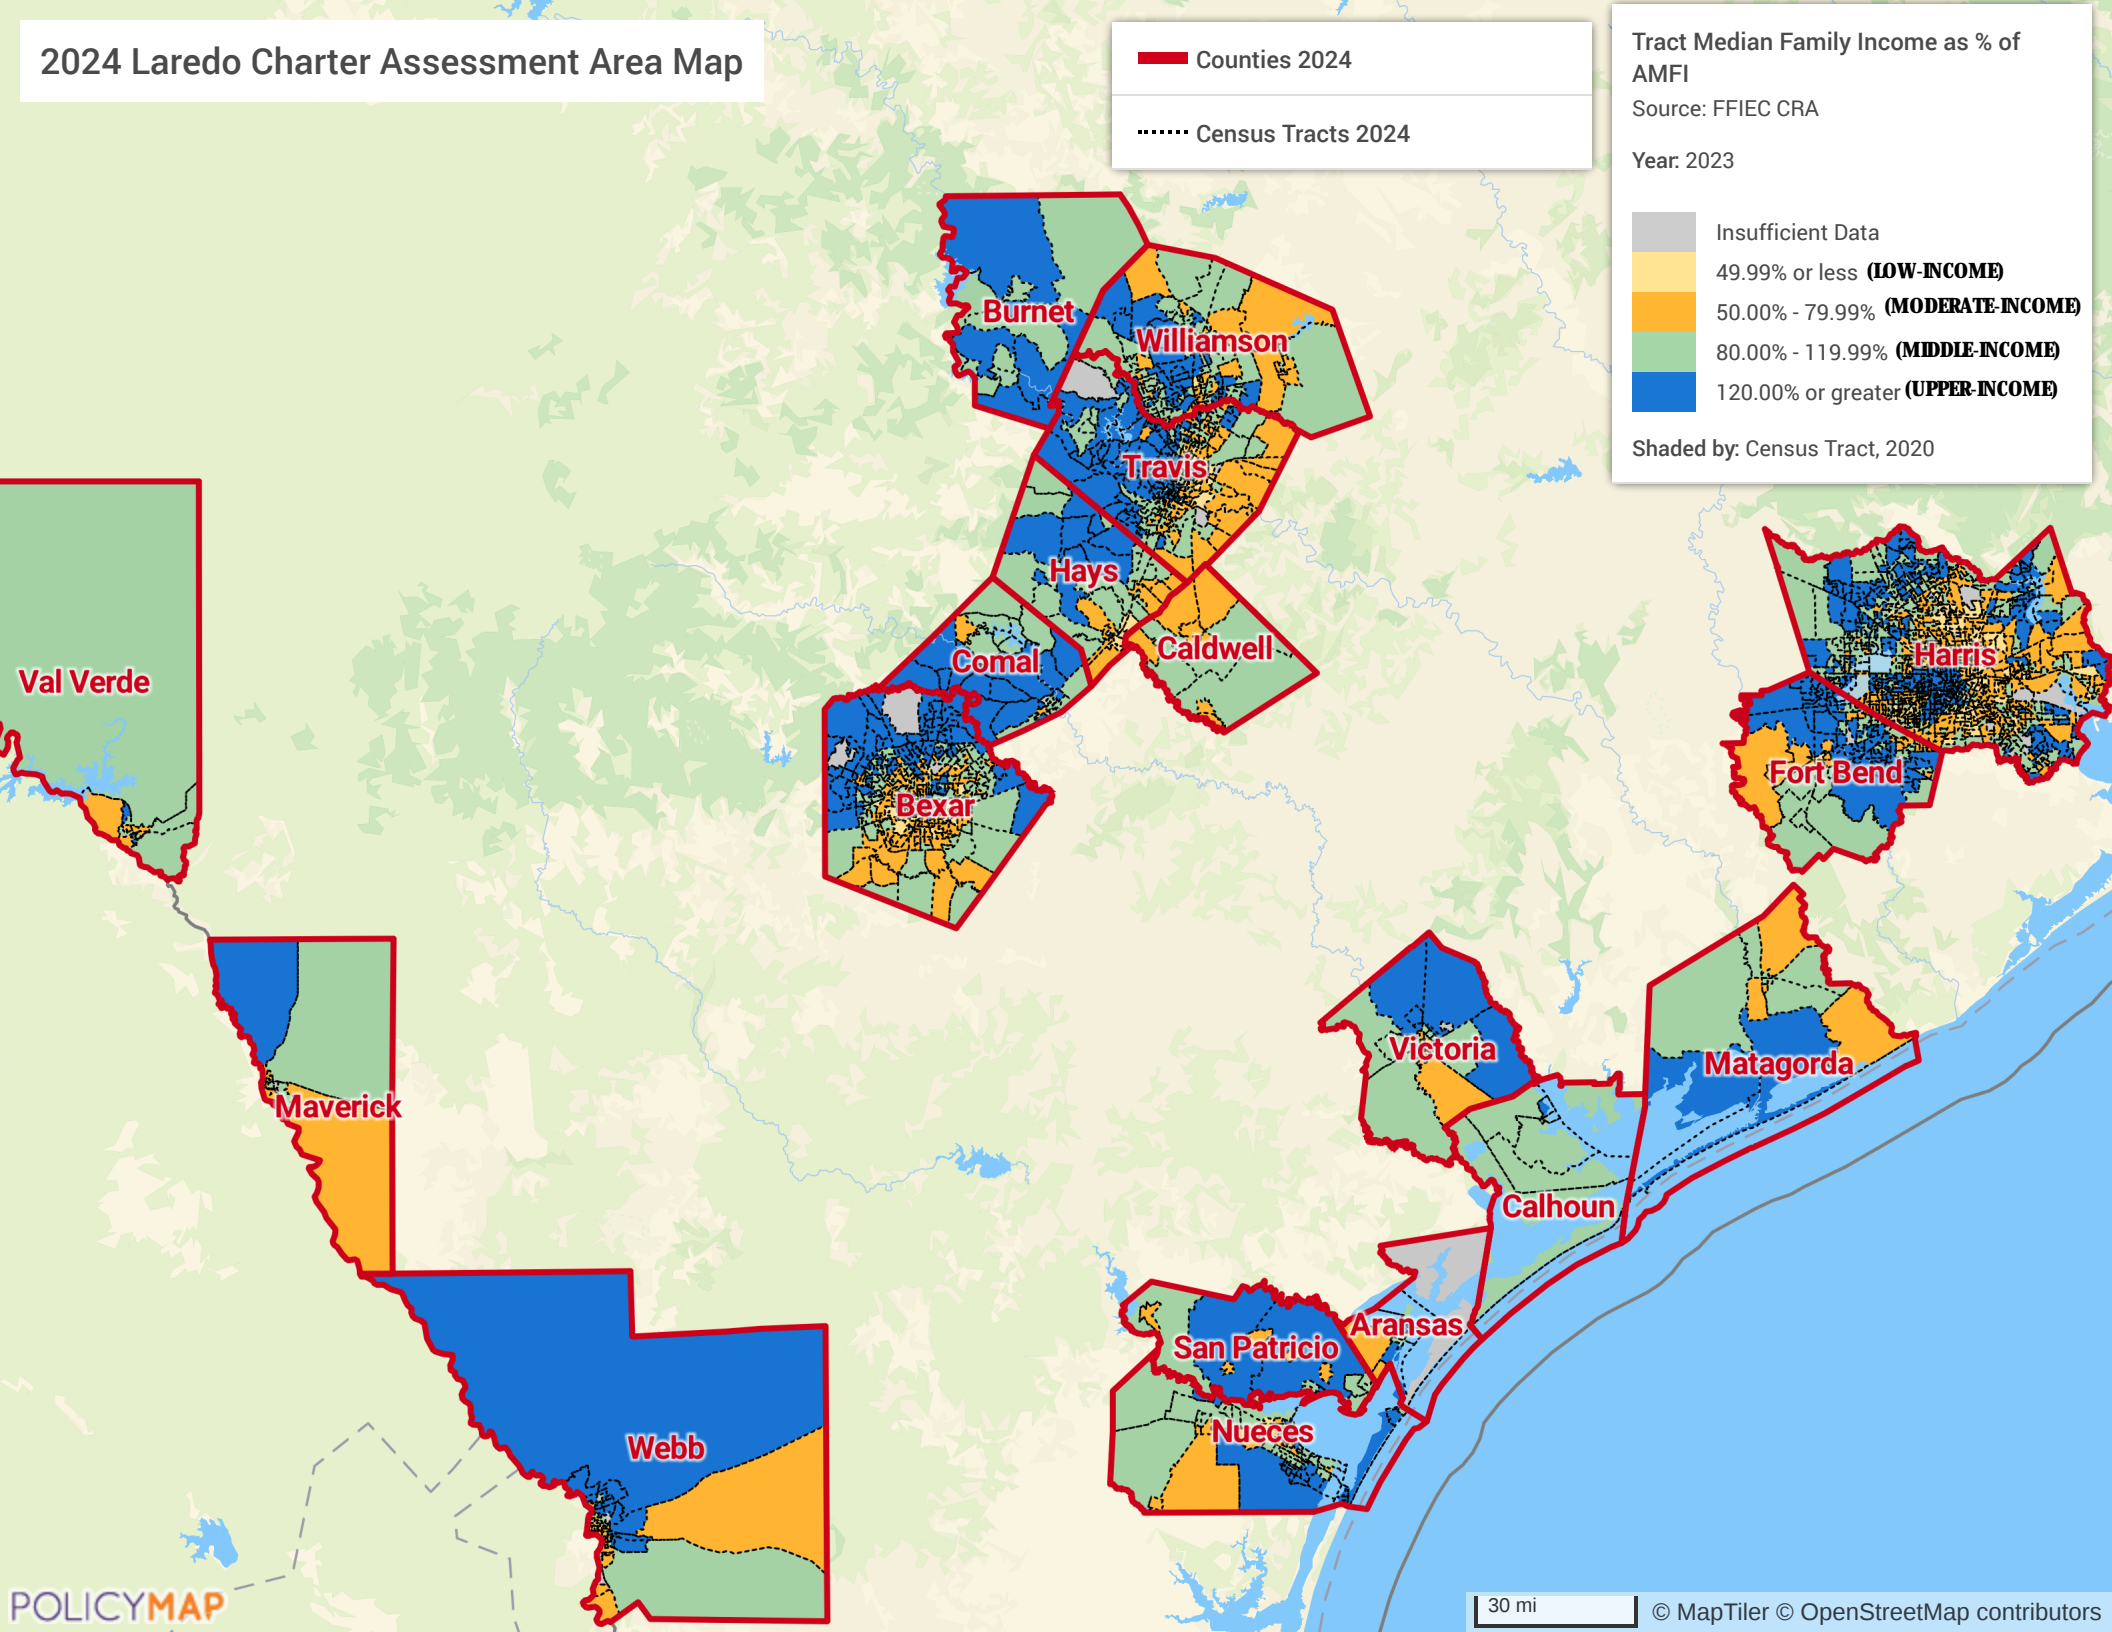 2024 Laredo Charter Assessment Area Map
Counties 2024
Census Tracts 2024
Tract Median Family Income as % of
AMFI
Source: FFIEC CRA
Year: 2023
Insufficient Data
49.99% or less (LOW-INCOME)
50.00% - 79.99% (MODERATE-INCOME)
80.00% - 119.99% (MIDDLE-INCOME)
120.00% or greater (UPPER-INCOME)
Shaded by: Census Tract, 2020
Burnet
Williamson
Travis
Hays
Caldwell
Comal
Val Verde
Bexar
Harris
Fort Bend
Victoria
Matagorda
Maverick
Calhoun
Aransas
San Patricio
Nueces
Webb
POLICYMAP
30 mi
© MapTiler © OpenStreetMap contributors